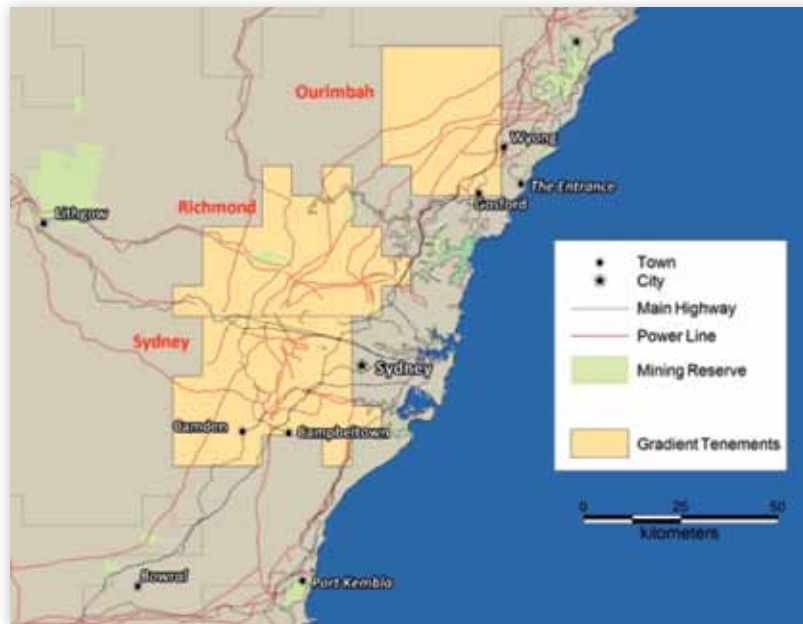 Ourimbah
Wyong
The Entrance
Gosford
Richmond
Lithgow
Sydney
Sydney
Camden
Campbeltown
Bowral
Port Kembla
Town
City
Main Highway
Power Line
Mining Reserve
Gradient Tenements
0 25 50
kilometers